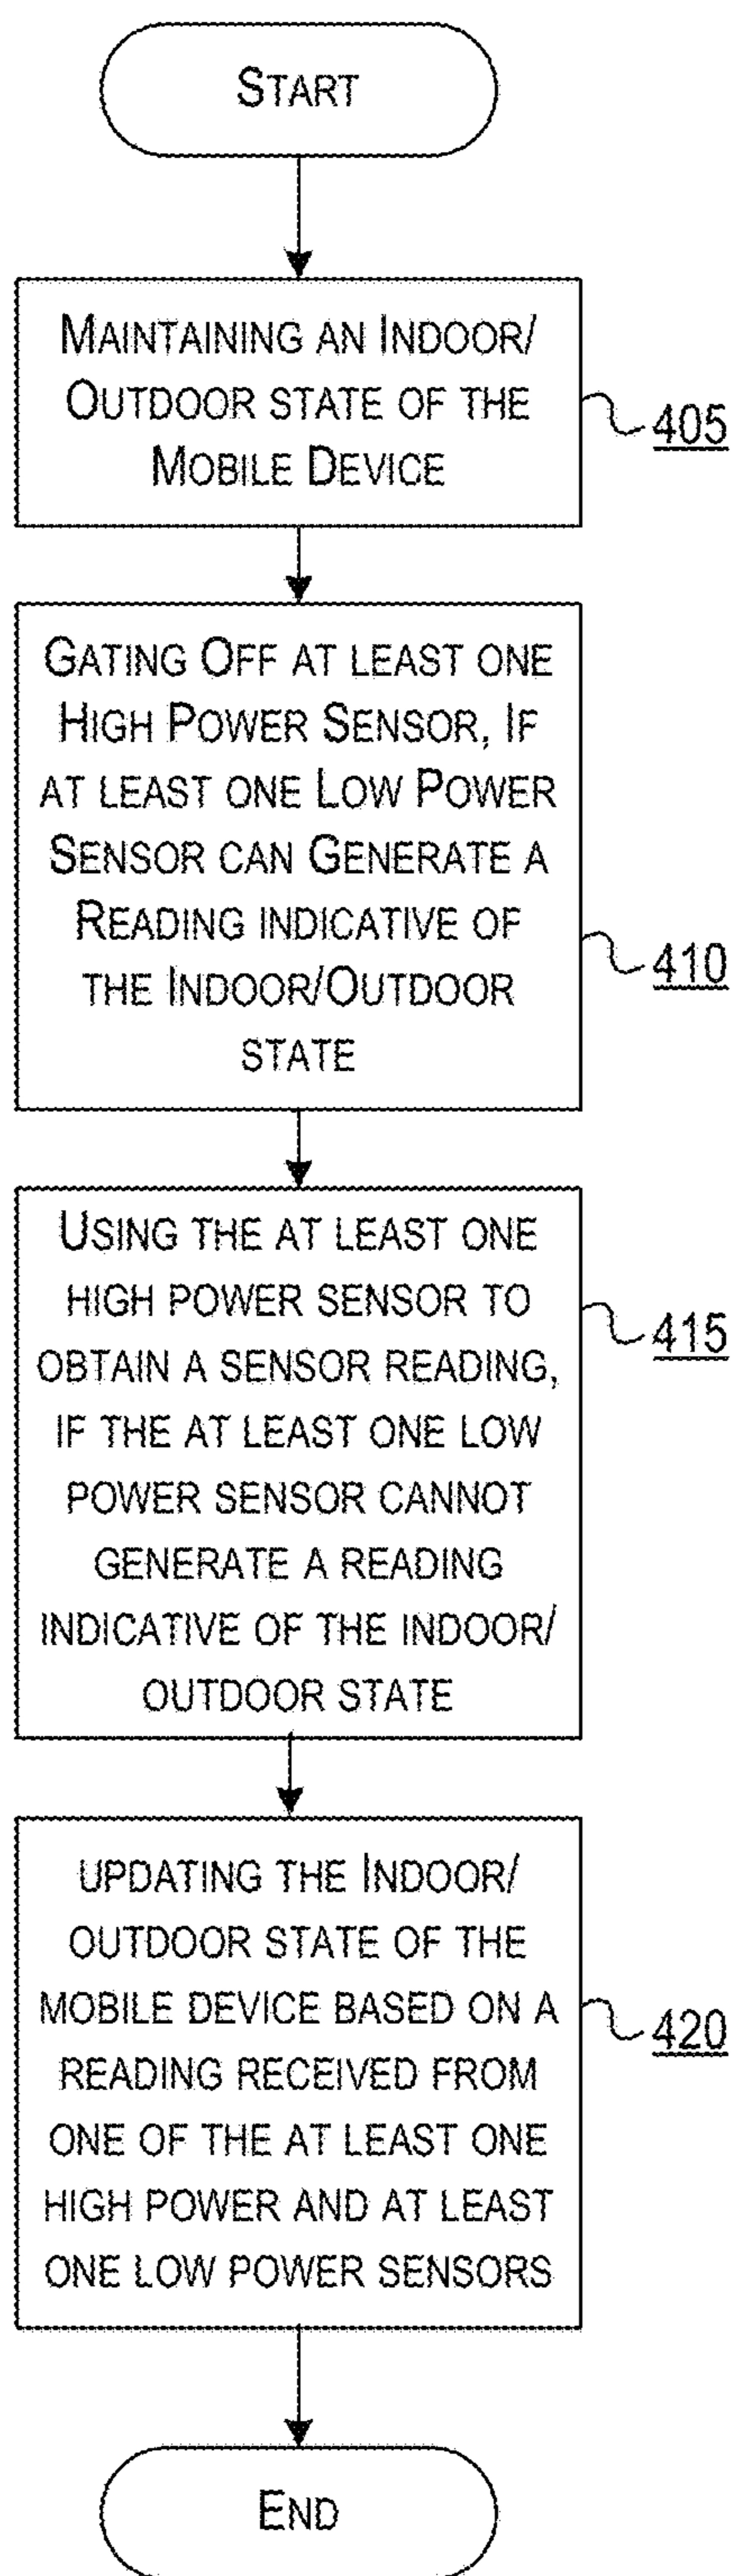 START
MAINTAINING AN INDOOR/
OUTDOOR STATE OF THE
MOBILE DEVICE
405
GATING OFF AT LEAST ONE
HIGH POWER SENSOR, IF
AT LEAST ONE LOW POWER
SENSOR CAN GENERATE A
READING INDICATIVE OF
THE INDOOR/OUTDOOR
STATE
410
USING THE AT LEAST ONE
HIGH POWER SENSOR TO
OBTAIN A SENSOR READING,
IF THE AT LEAST ONE LOW
POWER SENSOR CANNOT
GENERATE A READING
INDICATIVE OF THE INDOOR/
OUTDOOR STATE
415
UPDATING THE INDOOR/
OUTDOOR STATE OF THE
MOBILE DEVICE BASED ON A
READING RECEIVED FROM
ONE OF THE AT LEAST ONE
HIGH POWER AND AT LEAST
ONE LOW POWER SENSORS
420
END